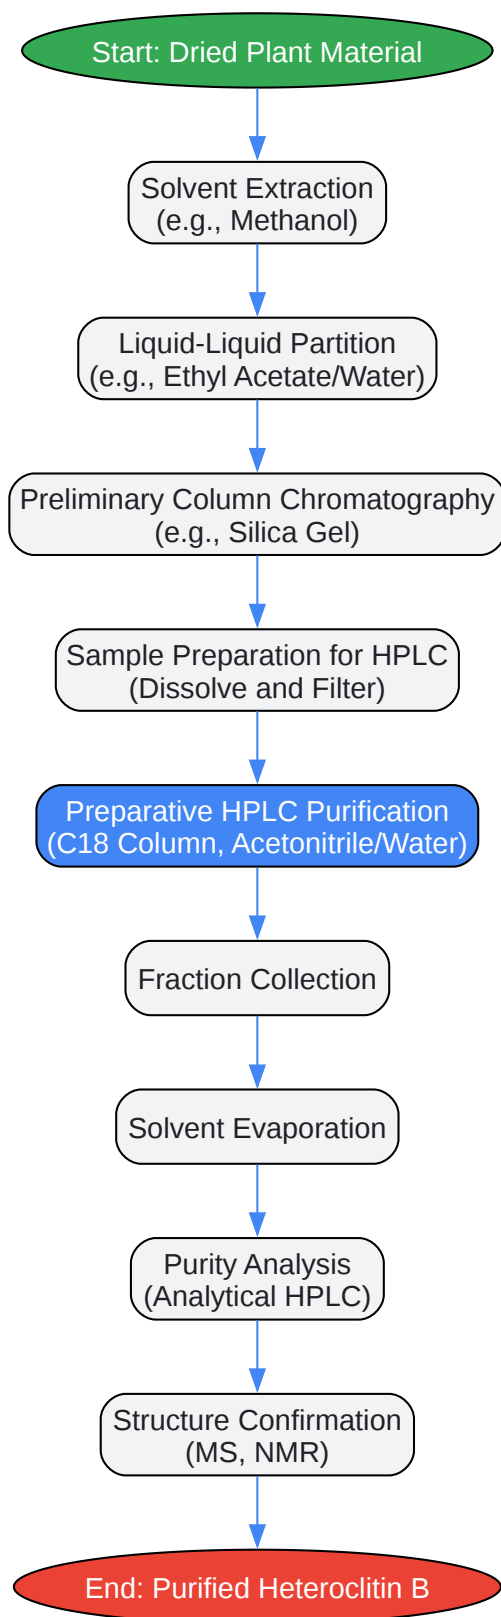 Start: Dried Plant Material
Solvent Extraction
(e.g., Methanol)
Liquid-Liquid Partition
(e.g., Ethyl Acetate/Water)
Preliminary Column Chromatography
(e.g., Silica Gel)
Sample Preparation for HPLC
(Dissolve and Filter)
Preparative HPLC Purification
(C18 Column, Acetonitrile/Water)
Fraction Collection
Solvent Evaporation
Purity Analysis
(Analytical HPLC)
Structure Confirmation
(MS, NMR)
End: Purified Heteroclitin B